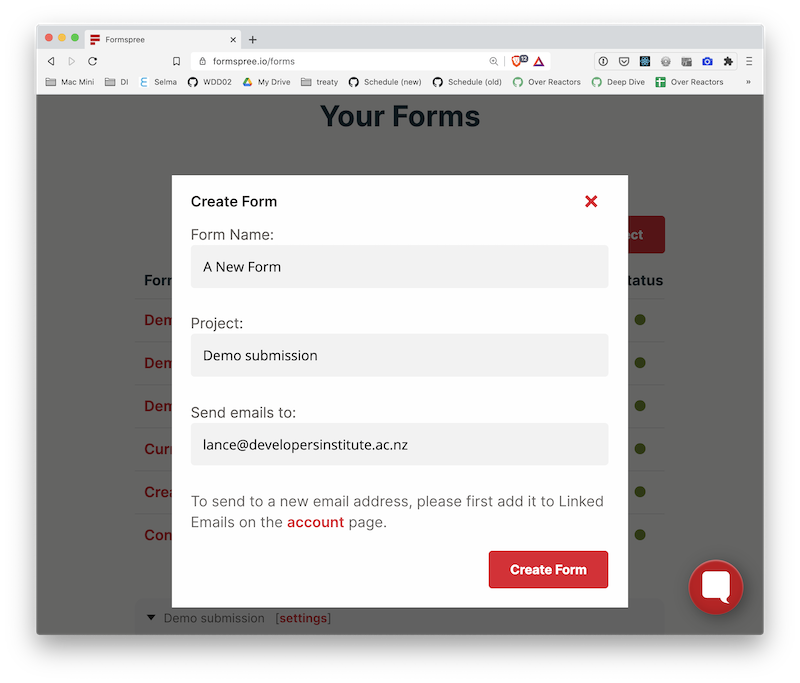 Formspree
formspree.io/forms
Mac Mini DI Selma WDD02 My Drive treaty Schedule (new) Schedule (old) Over Reactors Deep Dive Over Reactors »
Your Forms
Create Form
Form Name:
ect
A New Form
Form
tatus
Dem
Project:
Demo submission
Dem
Dem
Send emails to:
lance@developersinstitute.ac.nz
Curr
Crea
To send to a new email address, please first add it to Linked
Emails on the account page.
Con
Create Form
Demo submission [settings]